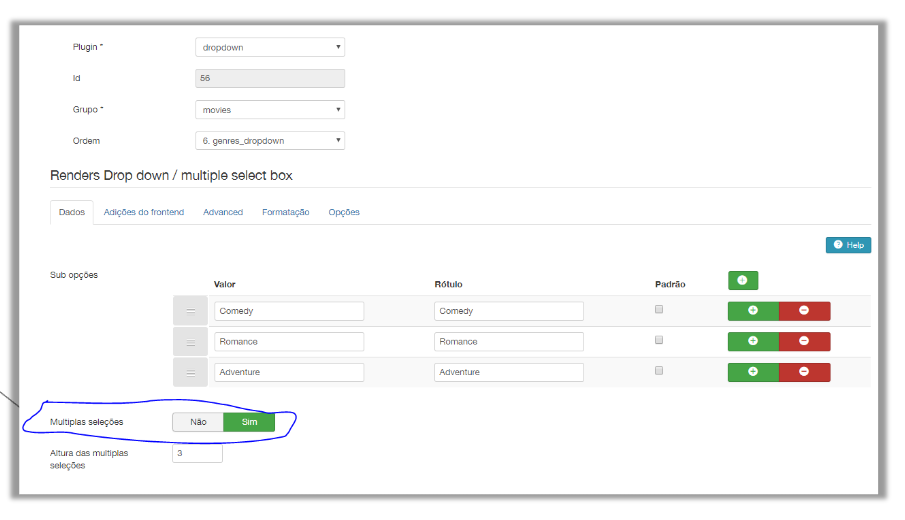 Plugin *
dropdown
Id
56
Grupo *
movies
Ordem
6. genres_dropdown
Renders Drop down / multiple select box
Dados Adições do frontend Advanced Formatação Opções
Help
Sub opções
Valor Rótulo Padrão
Comedy Comedy
Romance Romance
Adventure Adventure
Multiplas seleções Não Sim
Altura das multiplas 3
seleções